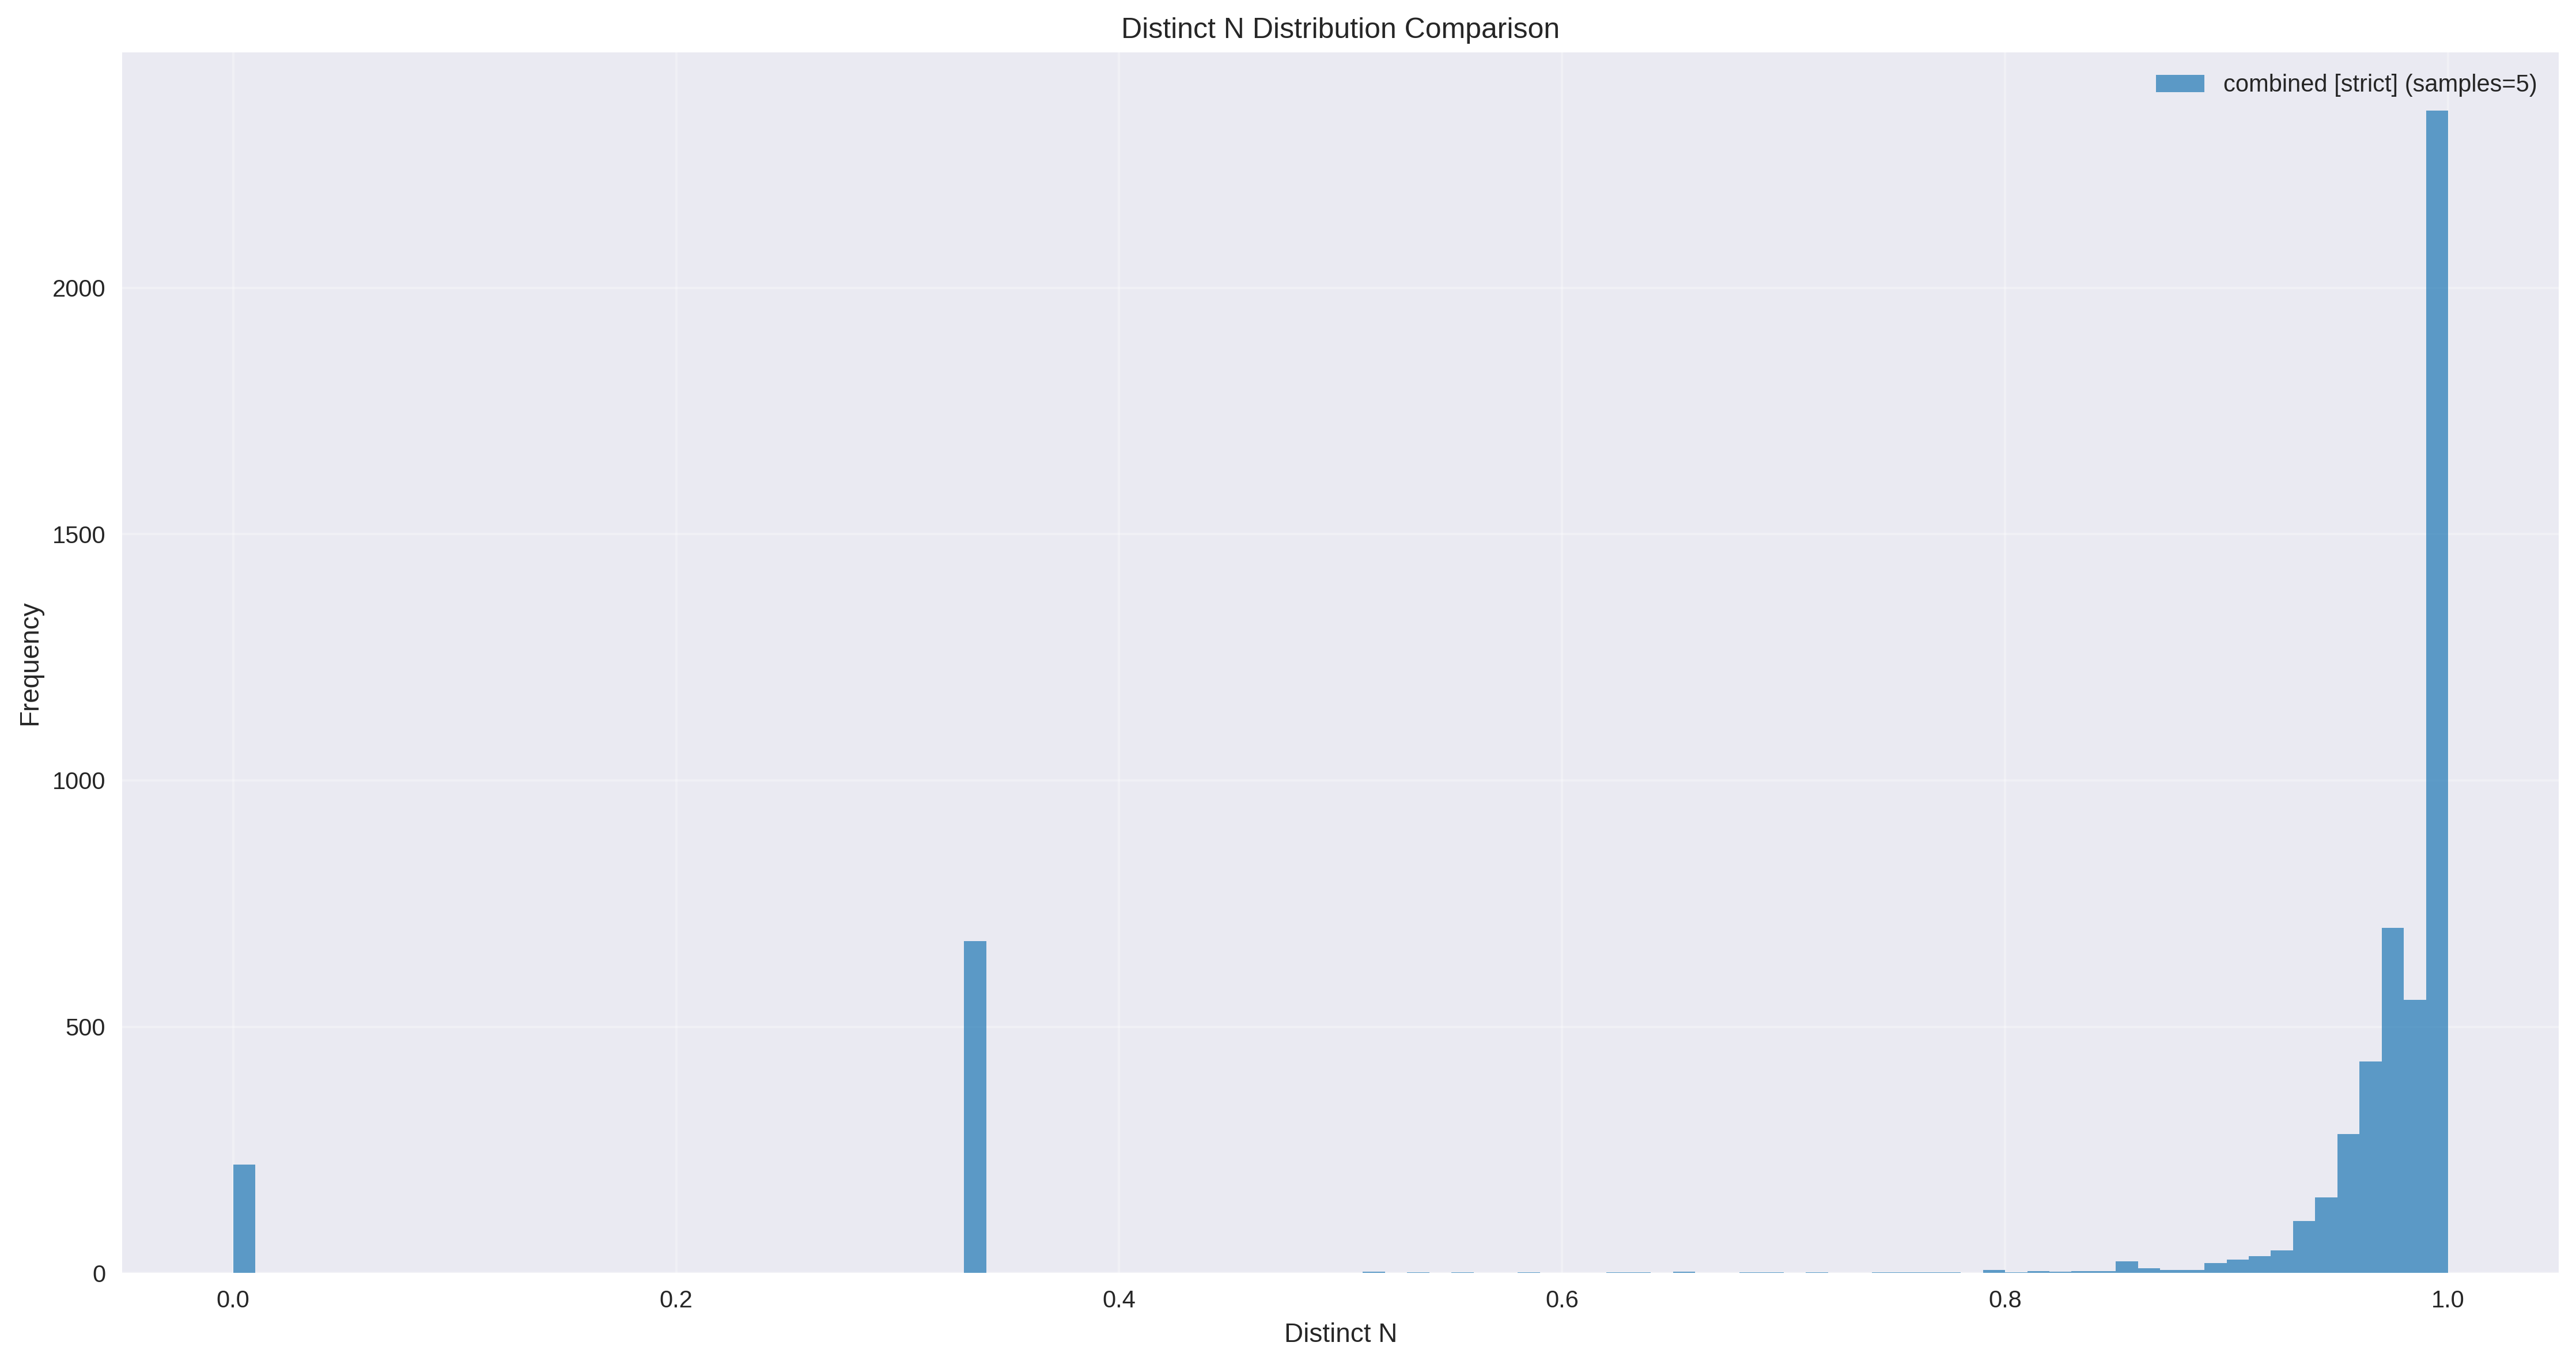 Distinct N Distribution Comparison
combined [strict] (samples=5)
2000
1500
1000
500
0
Frequency
0.0 0.2 0.4 0.6 0.8 1.0
Distinct N